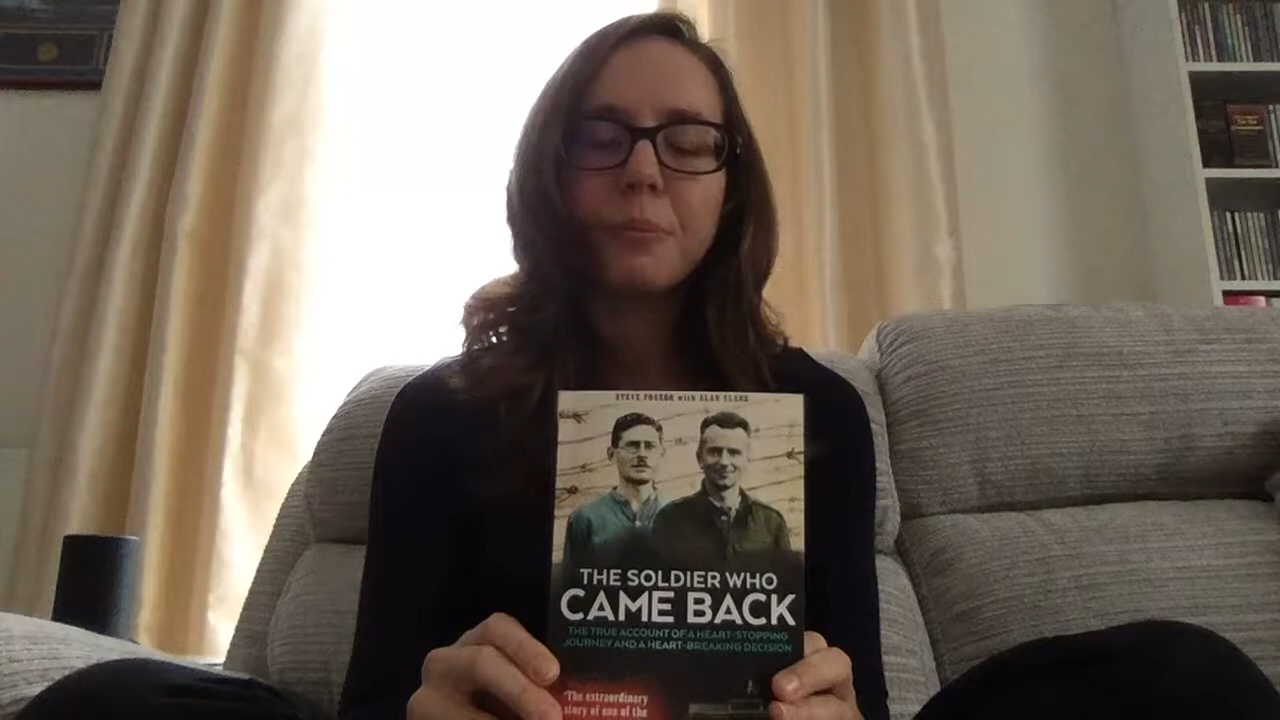 STEVE FOSTER with ALAN CLARK
THE SOLDIER WHO
CAME BACK
THE TRUE ACCOUNT OF A HEART-STOPPING
JOURNEY AND A HEART-BREAKING DECISION
"The extraordinary
story of one of the